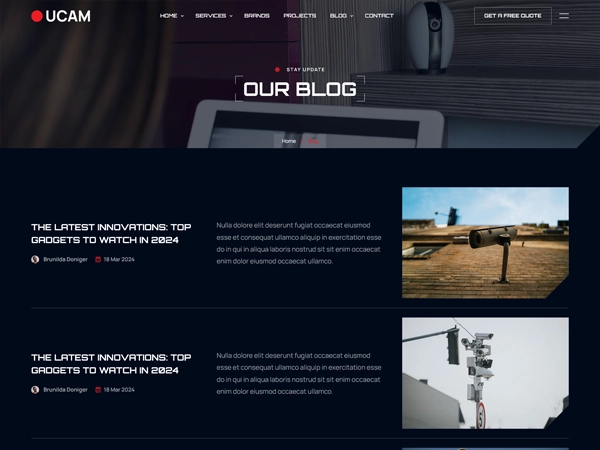 UCAM
HOME SERVICES BRANDS PROJECTS BLOG CONTACT
GET A FREE QUOTE
STAY UPDATE
OUR BLOG
Home
THE LATEST INNOVATIONS: TOP
GADGETS TO WATCH IN 2024
Brunilda Doniger 18 Mar 2024
Nulla dolore elit deserunt fugiat occaecat eiusmod
esse et consequat ullamco aliquip in exercitation esse
do in qui in aliqua laboris nostrud sit sit enim occaecat
enim dolor eiusmod occaecat ullamco.
THE LATEST INNOVATIONS: TOP
GADGETS TO WATCH IN 2024
Brunilda Doniger 18 Mar 2024
Nulla dolore elit deserunt fugiat occaecat eiusmod
esse et consequat ullamco aliquip in exercitation esse
do in qui in aliqua laboris nostrud sit sit enim occaecat
enim dolor eiusmod occaecat ullamco.